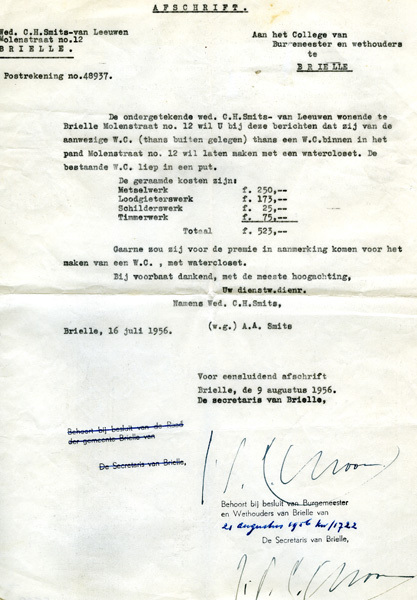 AFSCHRIFT.
Wed. C.H.Smits-van Leeuwen
Molenstraat no.12
BRIELLE.
Aan het College van
Burgemeester en wethouders
te
BRIELLE
Postrekening no.48937.
De ondergetekende wed. C.H.Smits- van Leeuwen wonende te
Brielle Molenstraat no. 12 wil U bij deze berichten dat zij van de
aanwezige W.C. (thans buiten gelegen) thans een W.C.binnen in het
pand Molenstraat no. 12 wil laten maken met een watercloset. De
bestaande W.C. liep in een put.
De geraamde kosten zijn:
Metselwerk f. 250,--
Loodgieterswerk f. 173,--
Schilderswerk f. 25,--
Timmerwerk f. 75,--
Totaal f. 523,--
Gaarne zou zij voor de premie in aanmerking komen voor het
maken van een W.C. , met watercloset.
Bij voorbaat dankend, met de meeste hoogachting,
Uw dienstw.dienr.
Namens Wed. C.H.Smits,
Brielle, 16 juli 1956.
(w.g.) A.A. Smits
Voor eensluidend afschrift
Brielle, de 9 augustus 1956.
De secretaris van Brielle,
Behoort bij besluit van de Raad
der gemeente Brielle van
De Secretaris van Brielle,
Behoort bij besluit van Burgemeester
en Wethouders van Brielle van
21 augustus 1956 no/1722
De Secretaris van Brielle,